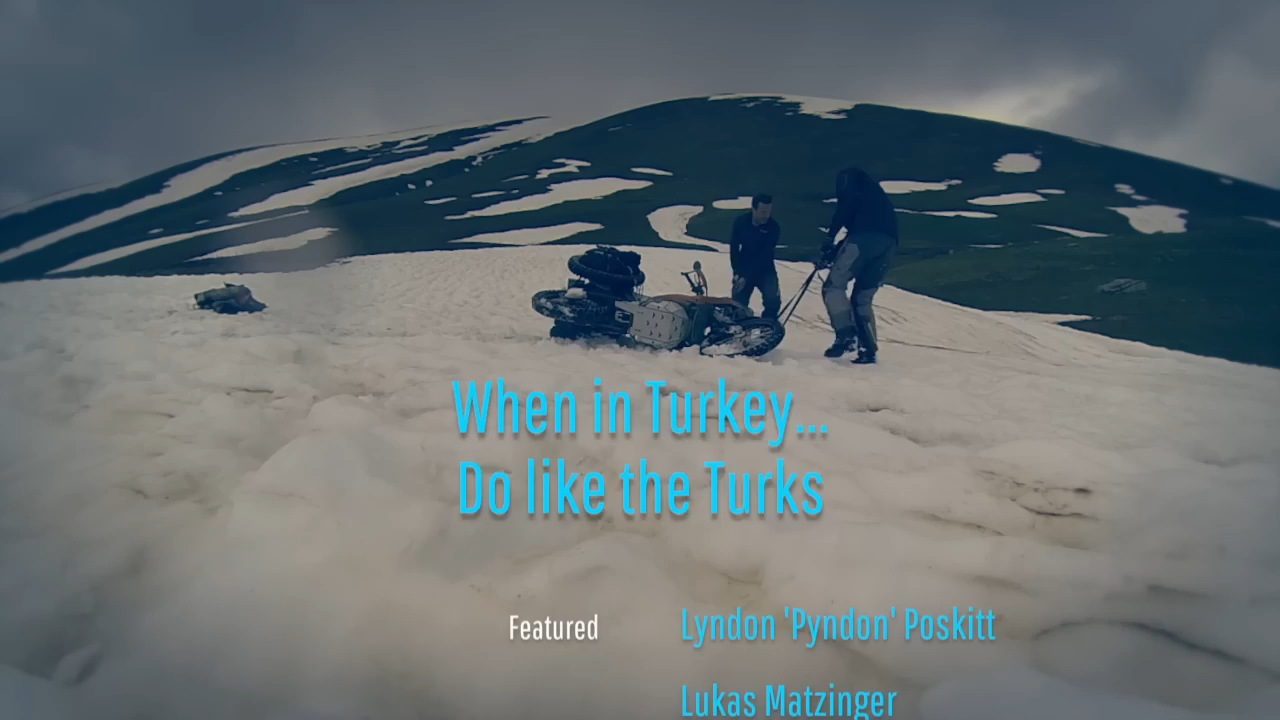 When in Turkey...
Do like the Turks
Featured Lyndon 'Pyndon' Poskitt
Lukas Matzinger